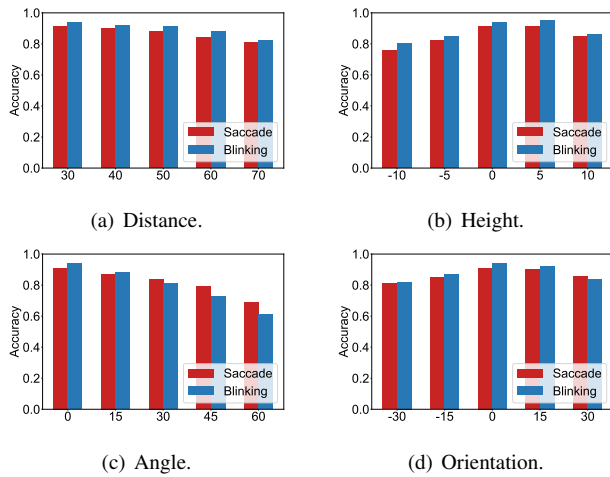 1.0
0.8
0.6
0.4
0.2
0.0
Accuracy
Saccade
Blinking
30 40 50 60 70
(a) Distance.
1.0
0.8
0.6
0.4
0.2
0.0
Accuracy
Saccade
Blinking
-10 -5 0 5 10
(b) Height.
1.0
0.8
0.6
0.4
0.2
0.0
Accuracy
Saccade
Blinking
0 15 30 45 60
(c) Angle.
1.0
0.8
0.6
0.4
0.2
0.0
Accuracy
Saccade
Blinking
-30 -15 0 15 30
(d) Orientation.